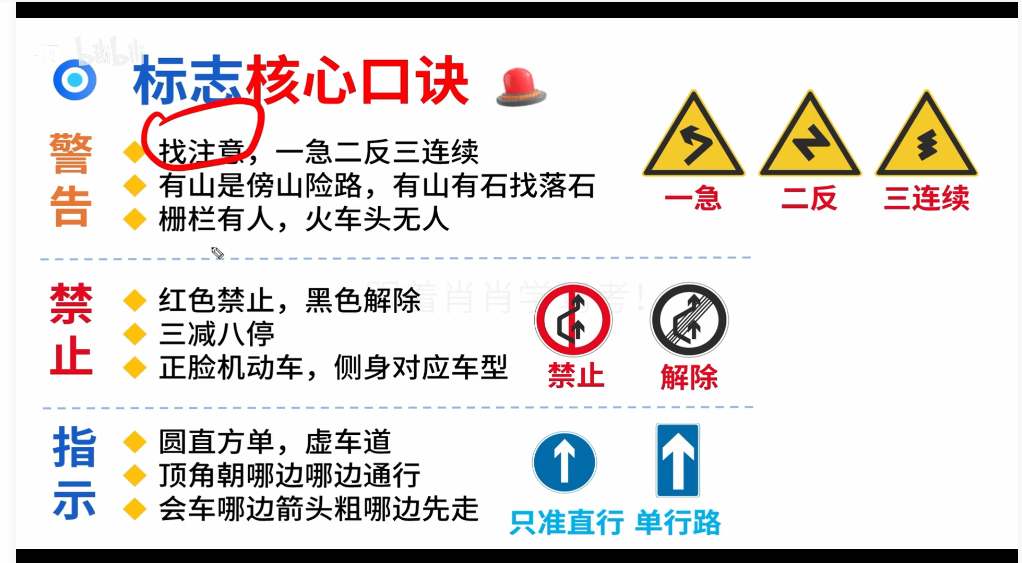 bilibili
标志核心口诀
警告
找注意，一急二反三连续
有山是傍山险路，有山有石找落石
栅栏有人，火车头无人
一急
二反
三连续
禁止
红色禁止，黑色解除
三减八停
正脸机动车，侧身对应车型
禁止
解除
指示
圆直方单，虚车道
顶角朝哪边哪边通行
会车哪边箭头粗哪边先走
只准直行
单行路